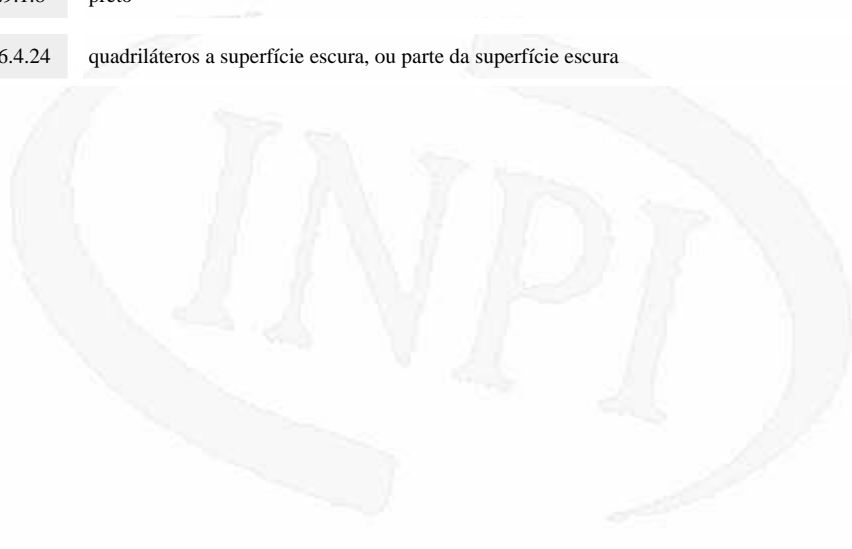 preto
6.4.24 quadriláteros a superfície escura, ou parte da superfície escura
INPI